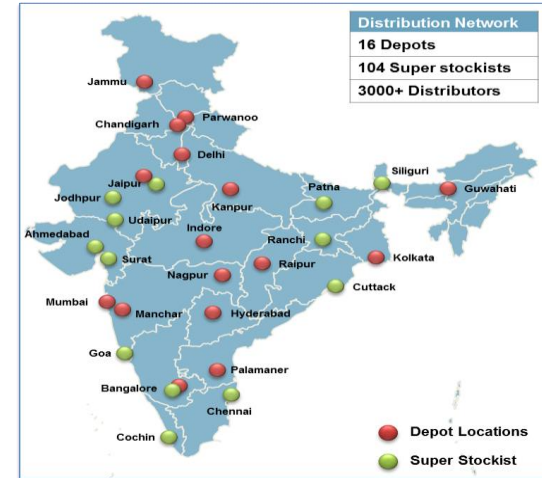 Distribution Network
16 Depots
104 Super stockists
3000+ Distributors
Jammu
Chandigarh
Parwanoo
Delhi
Jaipur
Jodhpur
Kanpur
Patna
Siliguri
Guwahati
Udaipur
Ahmedabad
Indore
Ranchi
Surat
Nagpur
Raipur
Kolkata
Cuttack
Mumbai
Manchar
Hyderabad
Goa
Palamaner
Bangalore
Chennai
Cochin
Depot Locations
Super Stockist